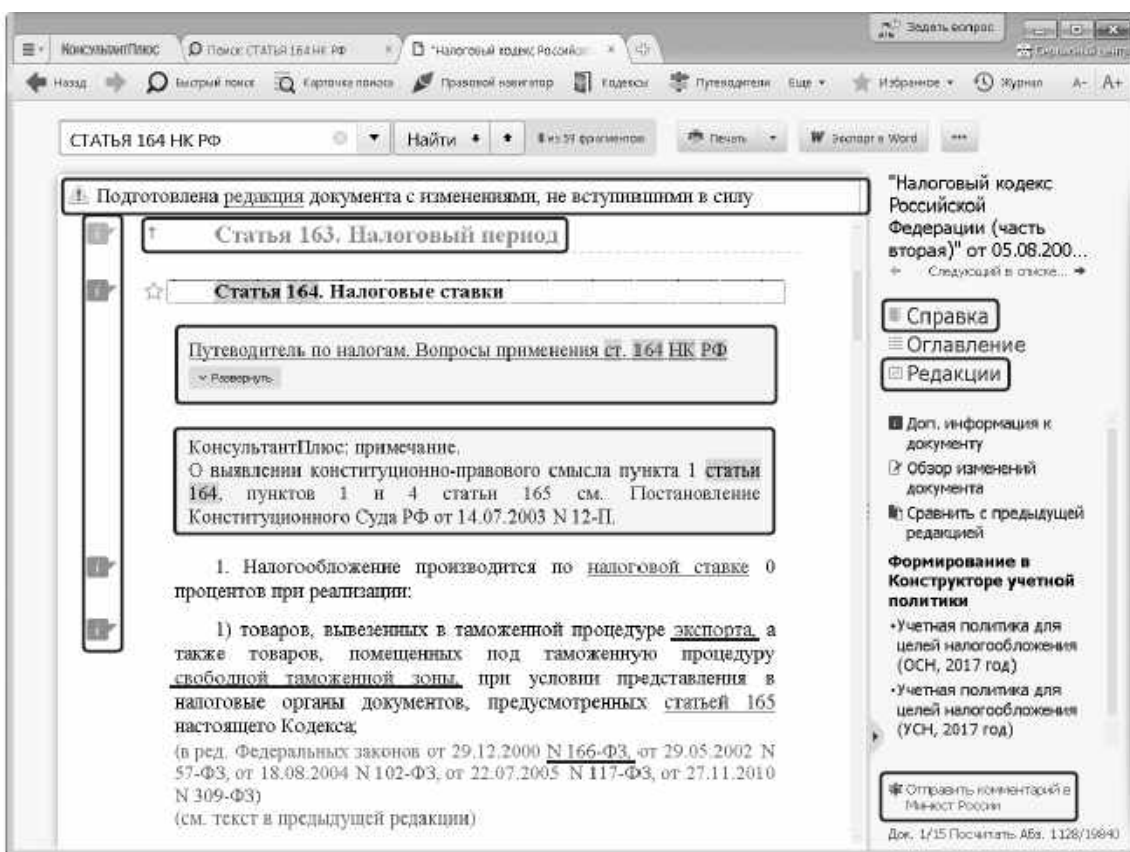 Задать вопрос
КонсультантПлюс
Поиск: СТАТЬЯ 164 НК РФ
"Налоговый кодекс Российск
Назад
Быстрый поиск
Карточка поиска
Правовой навигатор
Кодексы
Путеводители
Еще
Избранное
Журнал
А- А+
СТАТЬЯ 164 НК РФ
Найти
8 из 59 фрагментов
Печать
Экспорт в Word
Подготовлена редакция документа с изменениями, не вступившими в силу
Статья 163. Налоговый период
Статья 164. Налоговые ставки
Путеводитель по налогам. Вопросы применения ст. 164 НК РФ
Развернуть
КонсультантПлюс: примечание.
О выявлении конституционно-правового смысла пункта 1 статьи
164, пунктов 1 и 4 статьи 165 см. Постановление
Конституционного Суда РФ от 14.07.2003 N 12-П.
1. Налогообложение производится по налоговой ставке 0
процентов при реализации:
1) товаров, вывезенных в таможенной процедуре экспорта, а
также товаров, помещенных под таможенную процедуру
свободной таможенной зоны, при условии представления в
налоговые органы документов, предусмотренных статьей 165
настоящего Кодекса;
(в ред. Федеральных законов от 29.12.2000 N 166-ФЗ, от 29.05.2002 N
57-ФЗ, от 18.08.2004 N 102-ФЗ, от 22.07.2005 N 117-ФЗ, от 27.11.2010
N 309-ФЗ)
(см. текст в предыдущей редакции)
"Налоговый кодекс
Российской
Федерации (часть
вторая)" от 05.08.200...
Следующий в списке...
Справка
Оглавление
Редакции
Доп. информация к
документу
Обзор изменений
документа
Сравнить с предыдущей
редакцией
Формирование в
Конструкторе учетной
политики
•Учетная политика для
целей налогообложения
(ОСН, 2017 год)
•Учетная политика для
целей налогообложения
(УСН, 2017 год)
Отправить комментарий в
Минюст России
Док. 1/15 Посчитать Абз. 1128/19840